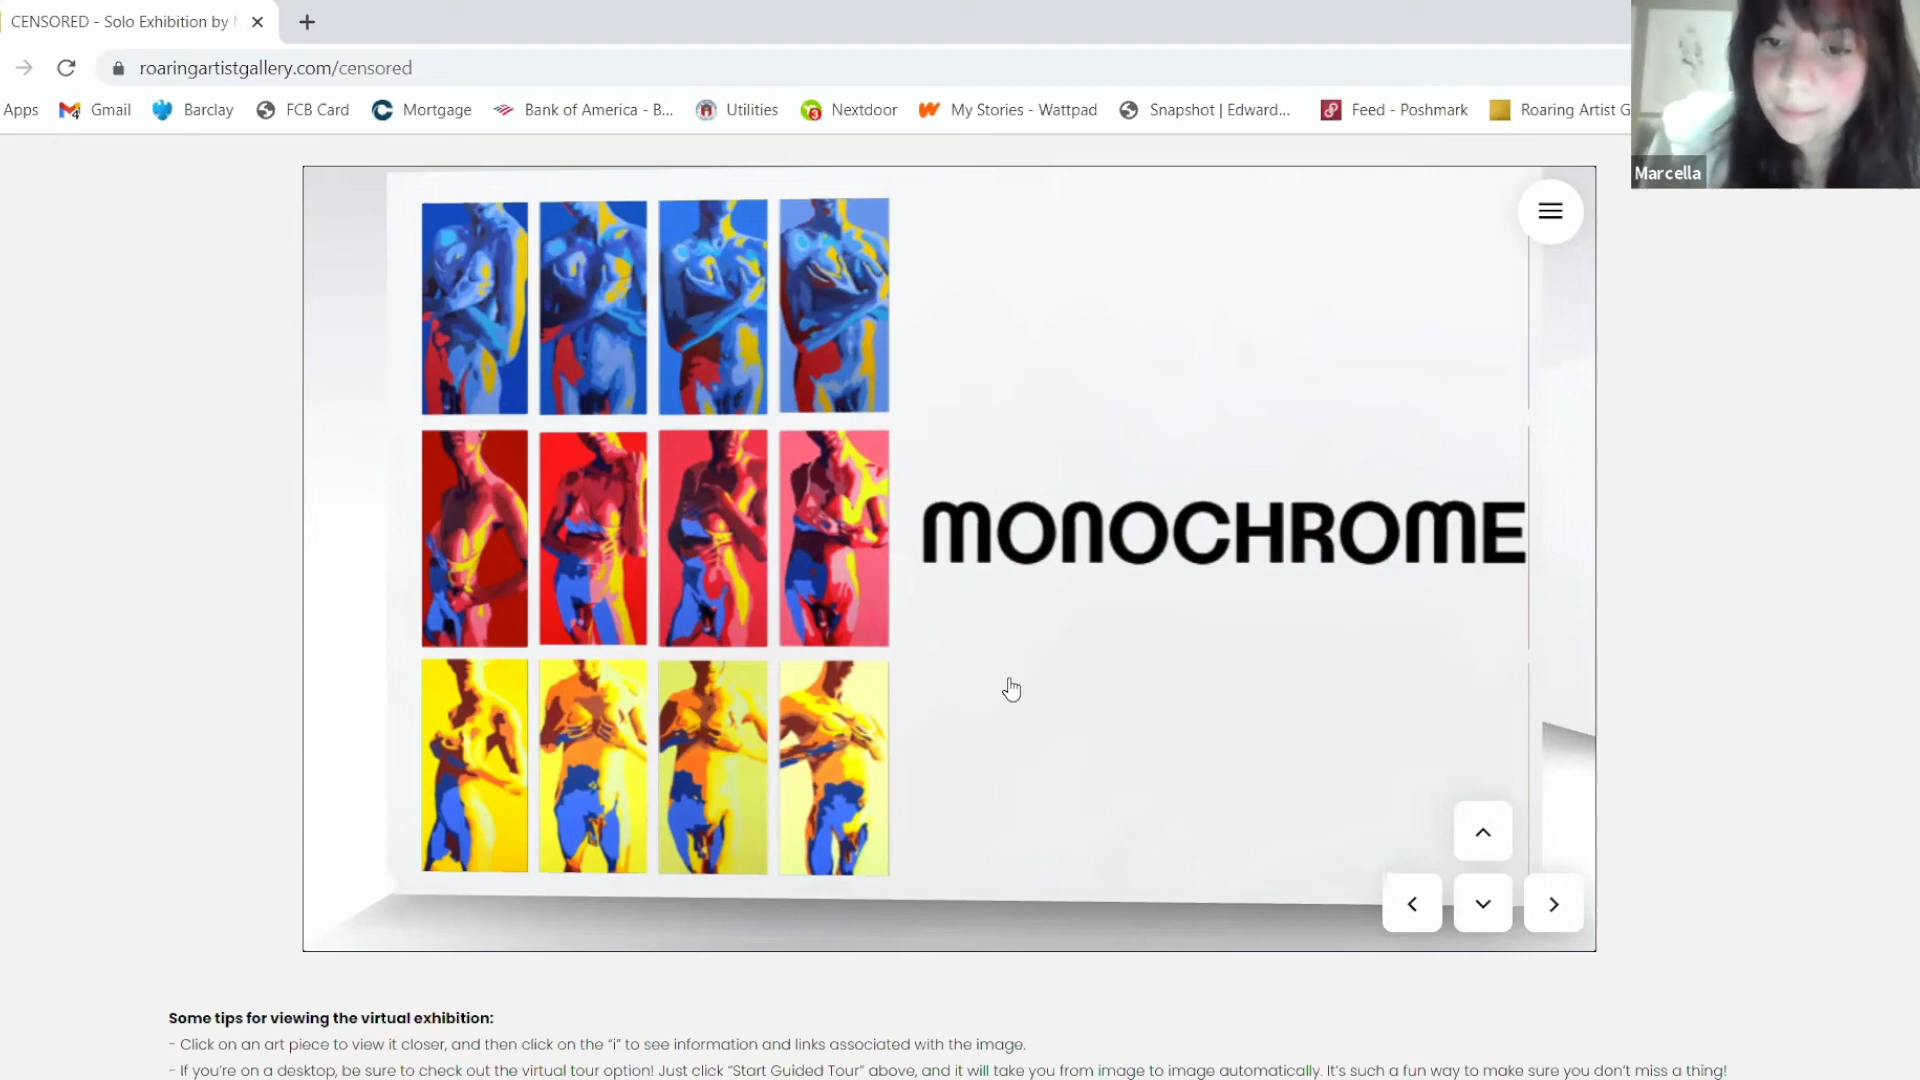 CENSORED - Solo Exhibition by
roaringartistgallery.com/censored
Apps Gmail Barclay FCB Card Mortgage Bank of America - B... Utilities Nextdoor My Stories - Wattpad Snapshot | Edward... Feed - Poshmark Roaring Artist G
Marcella
MONOCHROME
Some tips for viewing the virtual exhibition:
- Click on an art piece to view it closer, and then click on the “i” to see information and links associated with the image.
- If you’re on a desktop, be sure to check out the virtual tour option! Just click “Start Guided Tour” above, and it will take you from image to image automatically. It’s such a fun way to make sure you don’t miss a thing!